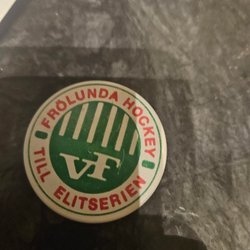 FRÖLUNDA HOCKEY
VF
TILL ELITSERIEN